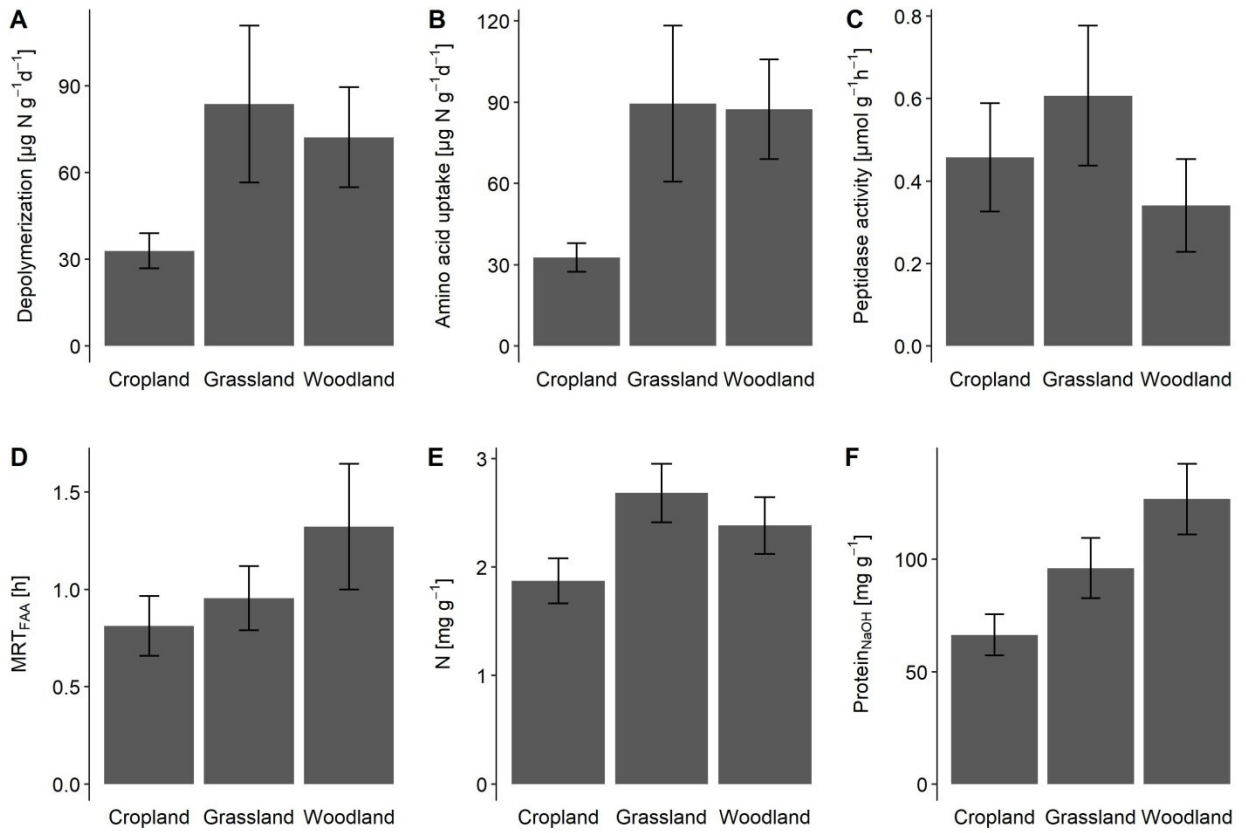 A
Depolymerization [µg N g⁻¹d⁻¹]
90
60
30
0
Cropland Grassland Woodland
B
Amino acid uptake [µg N g⁻¹d⁻¹]
120
90
60
30
0
Cropland Grassland Woodland
C
Peptidase activity [µmol g⁻¹h⁻¹]
0.8
0.6
0.4
0.2
0.0
Cropland Grassland Woodland
D
MRT_FAA [h]
1.5
1.0
0.5
0.0
Cropland Grassland Woodland
E
N [mg g⁻¹]
3
2
1
0
Cropland Grassland Woodland
F
Protein_NaOH [mg g⁻¹]
100
50
0
Cropland Grassland Woodland